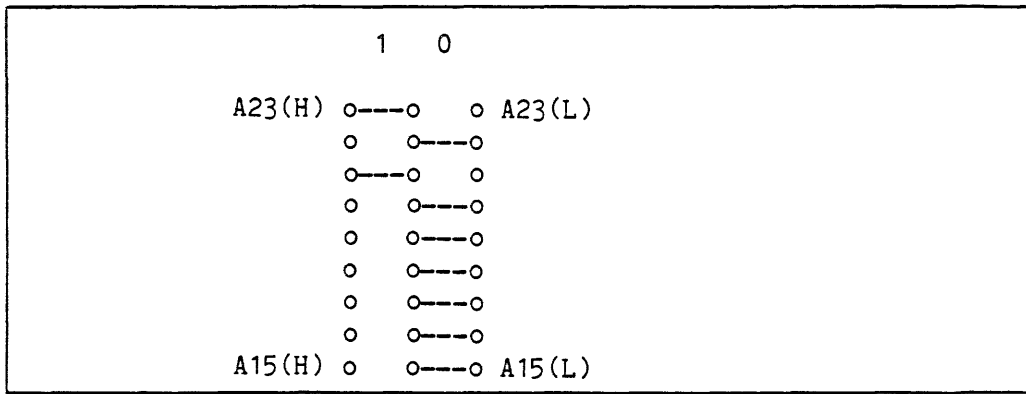 1 0
A23(H) o---o o A23(L)
o o---o
o---o o
o o---o
o o---o
o o---o
o o---o
o o---o
A15(H) o o---o A15(L)